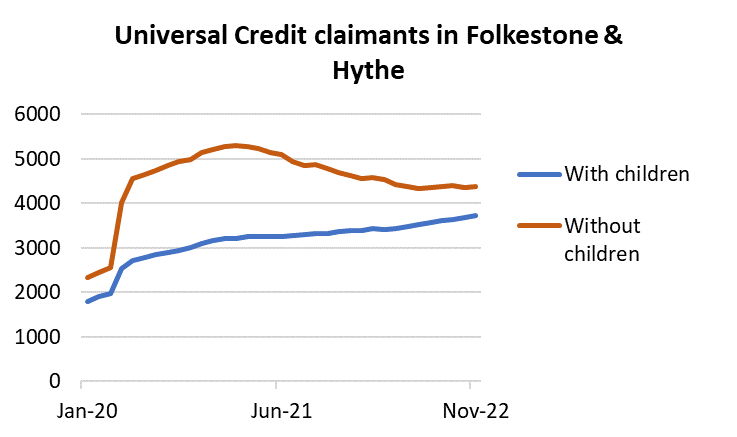 Universal Credit claimants in Folkestone &
Hythe
6000
5000
4000
3000
2000
1000
0
Jan-20
Jun-21
Nov-22
With children
Without
children